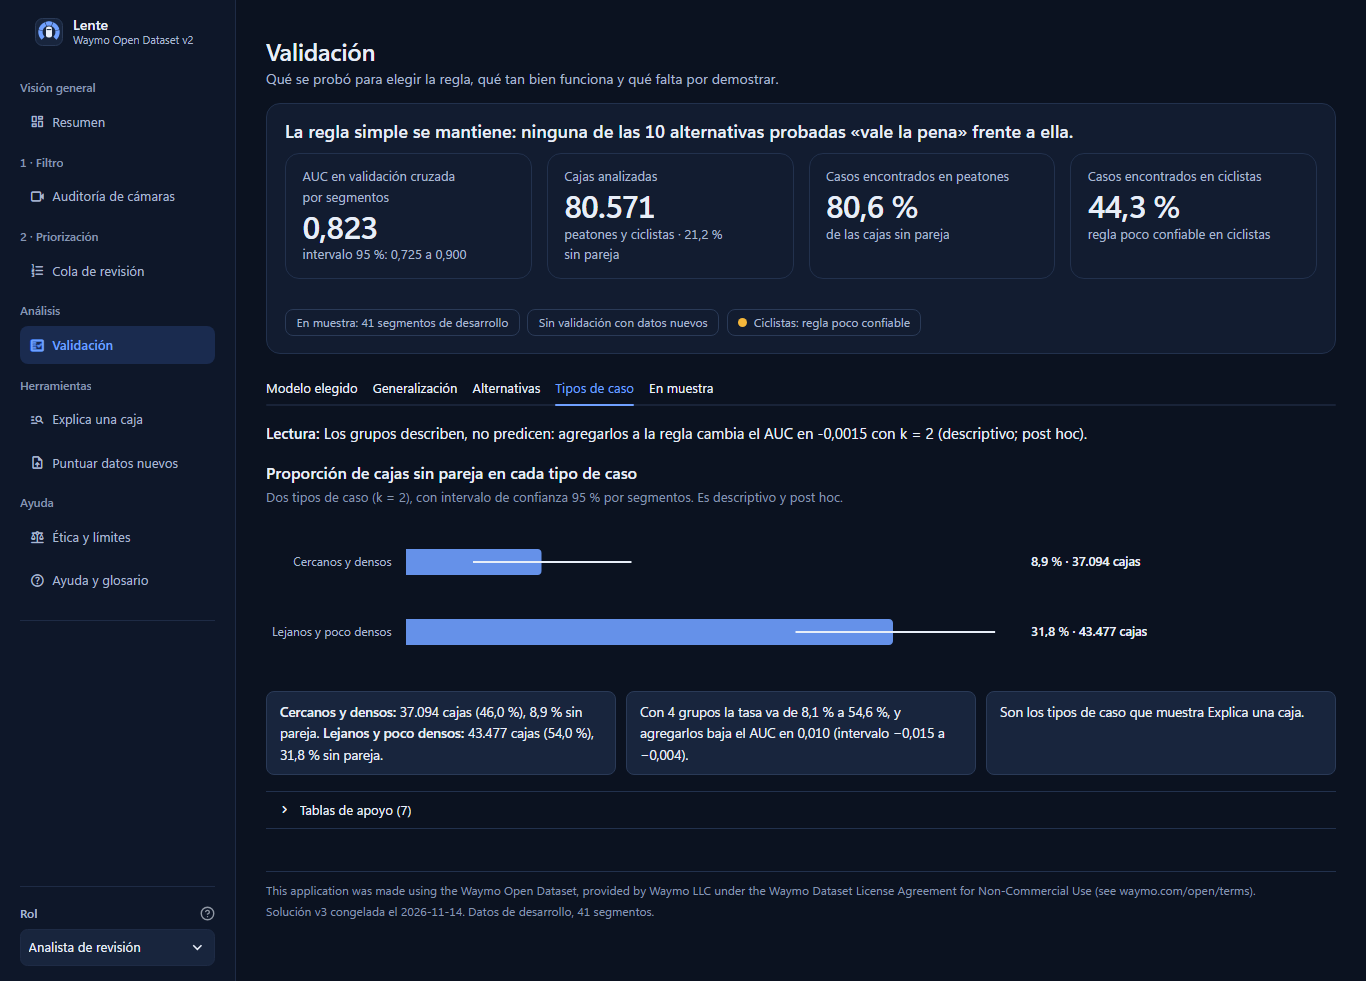 Lente
Waymo Open Dataset v2
Visión general
Resumen
1 · Filtro
Auditoría de cámaras
2 · Priorización
Cola de revisión
Análisis
Validación
Herramientas
Explica una caja
Puntuar datos nuevos
Ayuda
Ética y límites
Ayuda y glosario
Rol
Analista de revisión
Validación
Qué se probó para elegir la regla, qué tan bien funciona y qué falta por demostrar.
La regla simple se mantiene: ninguna de las 10 alternativas probadas «vale la pena» frente a ella.
AUC en validación cruzada
por segmentos
0,823
intervalo 95 %: 0,725 a 0,900
Cajas analizadas
80.571
peatones y ciclistas · 21,2 %
sin pareja
Casos encontrados en peatones
80,6 %
de las cajas sin pareja
Casos encontrados en ciclistas
44,3 %
regla poco confiable en ciclistas
En muestra: 41 segmentos de desarrollo
Sin validación con datos nuevos
Ciclistas: regla poco confiable
Modelo elegido Generalización Alternativas Tipos de caso En muestra
Lectura: Los grupos describen, no predicen: agregarlos a la regla cambia el AUC en -0,0015 con k = 2 (descriptivo; post hoc).
Proporción de cajas sin pareja en cada tipo de caso
Dos tipos de caso (k = 2), con intervalo de confianza 95 % por segmentos. Es descriptivo y post hoc.
Cercanos y densos
8,9 % · 37.094 cajas
Lejanos y poco densos
31,8 % · 43.477 cajas
Cercanos y densos: 37.094 cajas (46,0 %), 8,9 % sin
pareja. Lejanos y poco densos: 43.477 cajas (54,0 %),
31,8 % sin pareja.
Con 4 grupos la tasa va de 8,1 % a 54,6 %, y
agregarlos baja el AUC en 0,010 (intervalo −0,015 a
−0,004).
Son los tipos de caso que muestra Explica una caja.
Tablas de apoyo (7)
This application was made using the Waymo Open Dataset, provided by Waymo LLC under the Waymo Dataset License Agreement for Non-Commercial Use (see waymo.com/open/terms).
Solución v3 congelada el 2026-11-14. Datos de desarrollo, 41 segmentos.